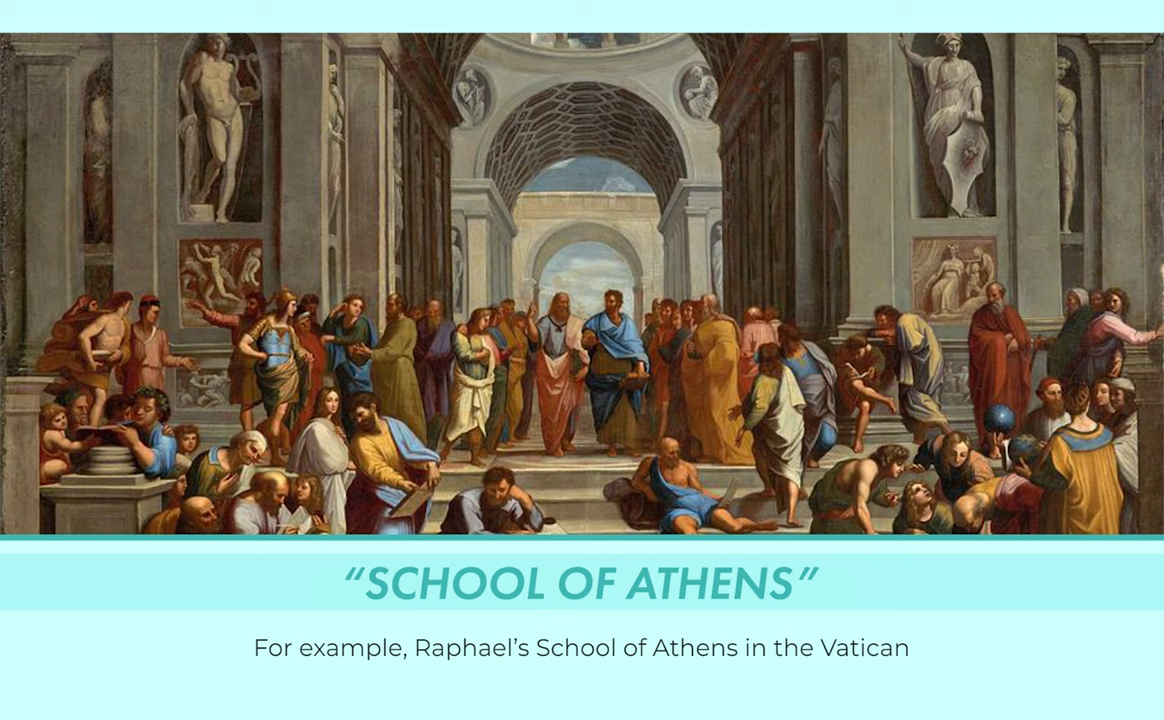 “SCHOOL OF ATHENS”
For example, Raphael’s School of Athens in the Vatican